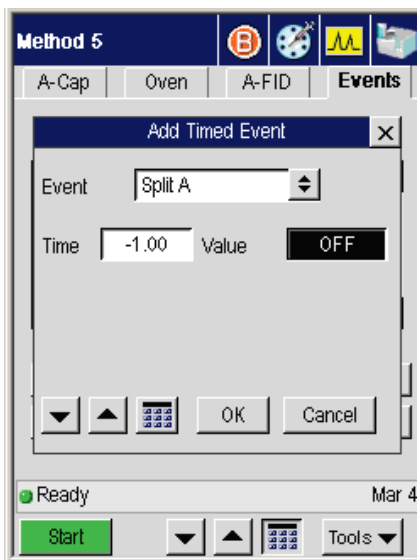 Method 5
B
A-Cap Oven A-FID Events
Add Timed Event
Event Split A
Time -1.00 Value OFF
OK Cancel
Ready Mar 4
Start Tools